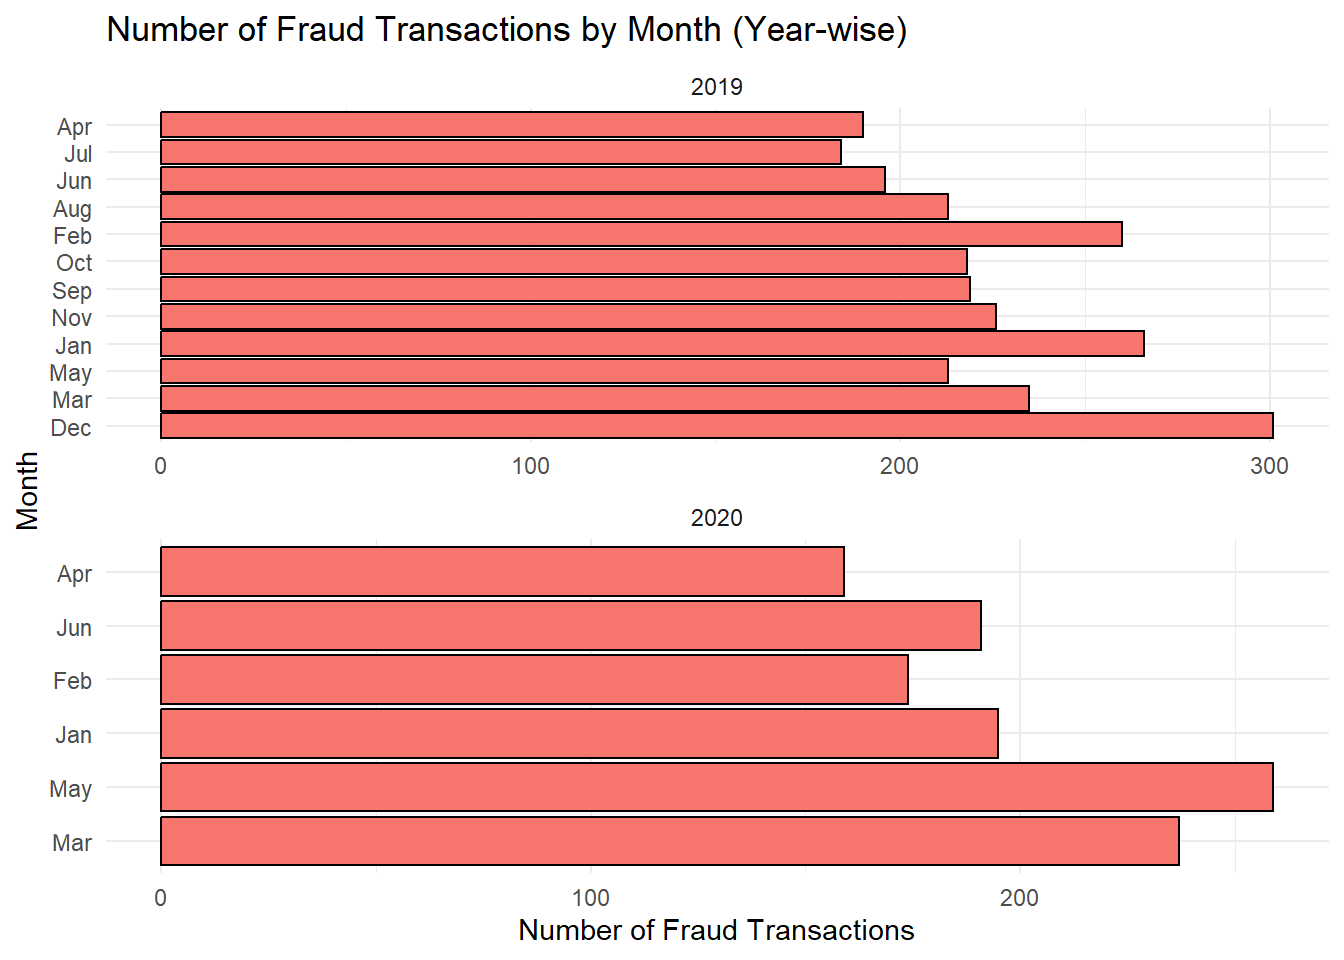 Number of Fraud Transactions by Month (Year-wise)
2019
Apr
Jul
Jun
Aug
Feb
Oct
Sep
Nov
Jan
May
Mar
Dec
0 100 200 300
Month
2020
Apr
Jun
Feb
Jan
May
Mar
0 100 200
Number of Fraud Transactions